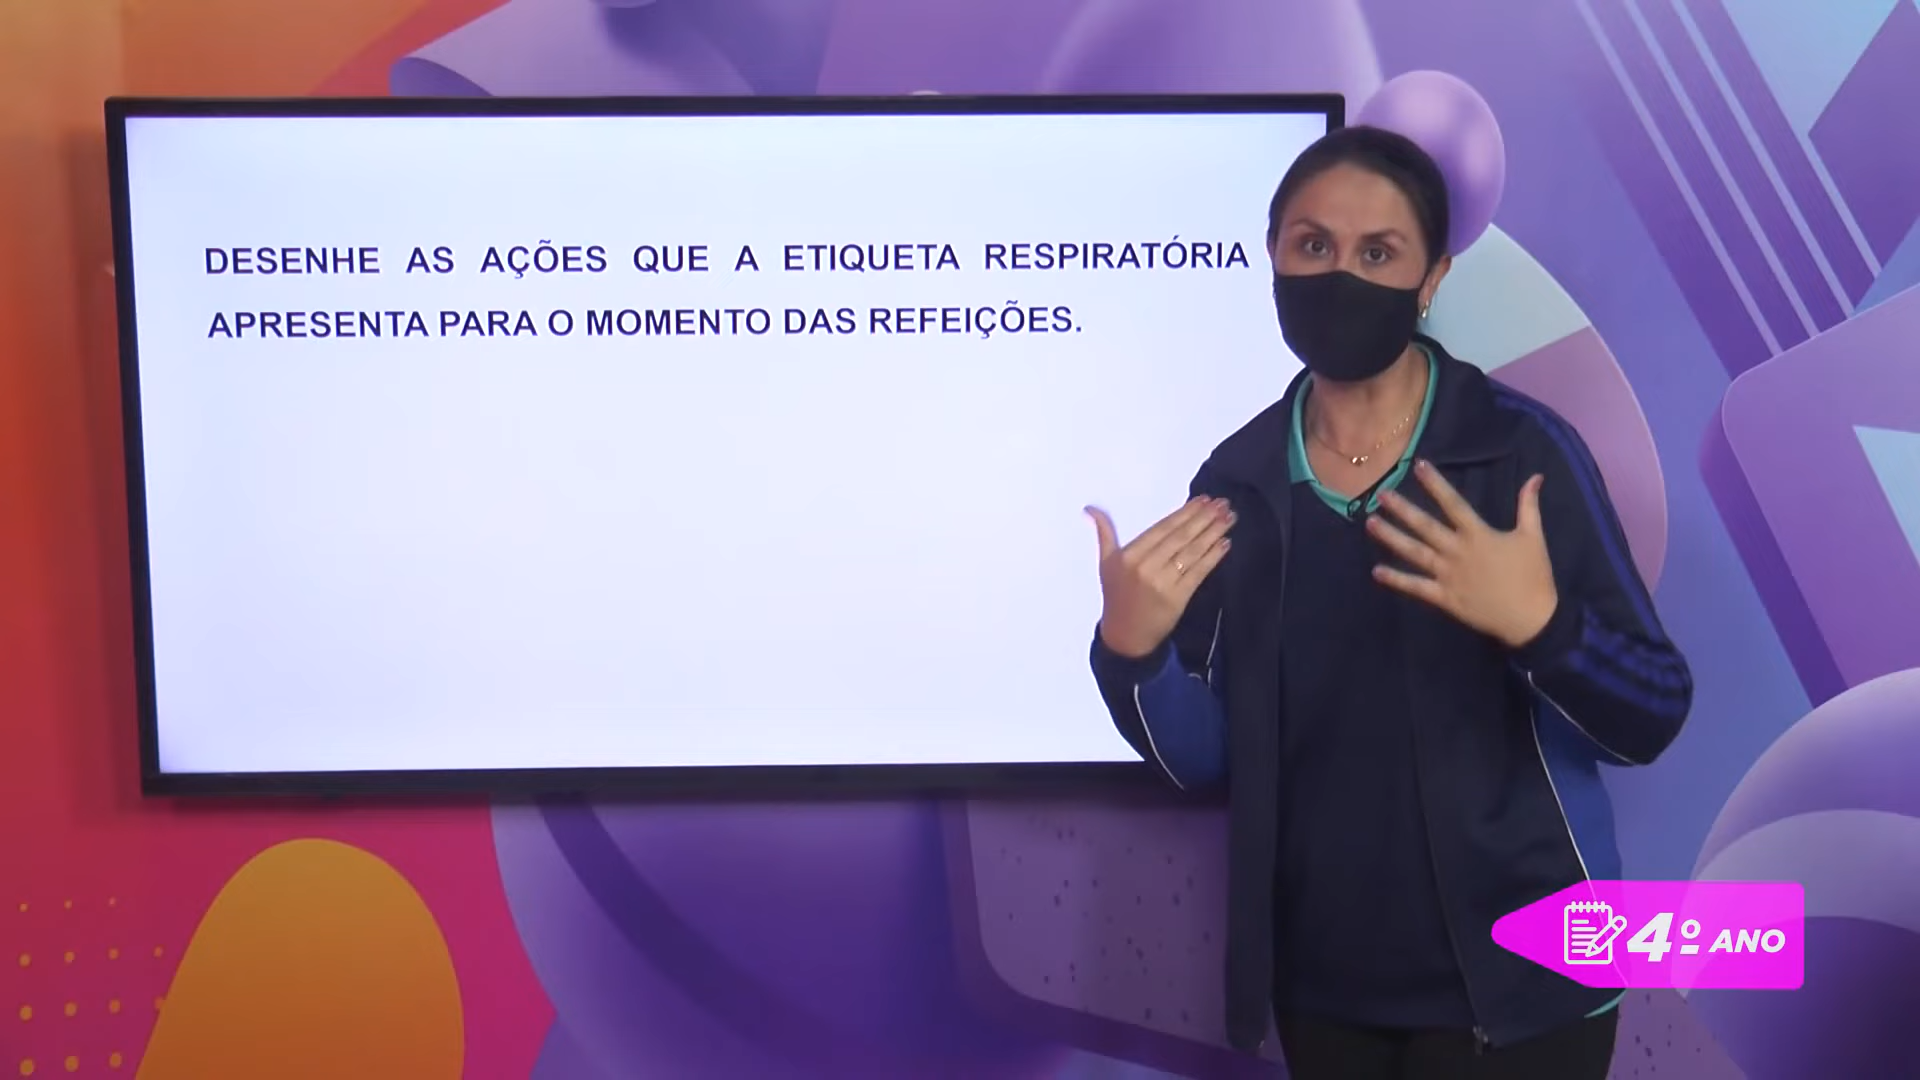 DESENHE AS AÇÕES QUE A ETIQUETA RESPIRATÓRIA
APRESENTA PARA O MOMENTO DAS REFEIÇÕES.
4º ANO